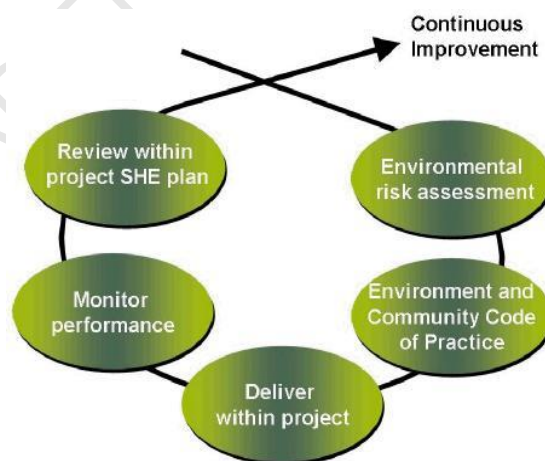 Continuous
Improvement
Review within
project SHE plan
Environmental
risk assessment
Monitor
performance
Environment and
Community Code
of Practice
Deliver
within project